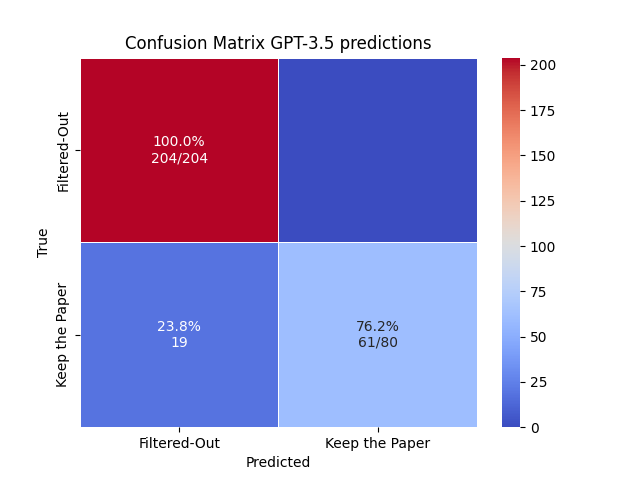 Confusion Matrix GPT-3.5 predictions
True
Filtered-Out
Keep the Paper
100.0%
204/204
23.8%
19
76.2%
61/80
Filtered-Out
Keep the Paper
Predicted
200
175
150
125
100
75
50
25
0